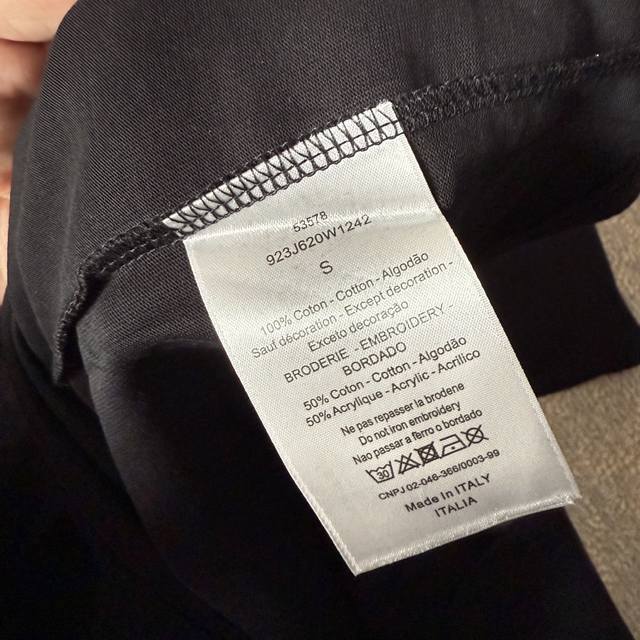 53578
923J620W1242
S
100% Coton - Cotton - Algodão
Sauf décoration - Except decoration -
Exceto decoração
BRODERIE - EMBROIDERY -
BORDADO
50% Coton - Cotton - Algodão
50% Acrylique - Acrylic - Acrílico
Ne pas repasser la brodene
Do not iron embroidery
Nao passar a ferro o bordado
30
CNPJ 02-046-366/0003-99
Made in ITALY
ITALIA